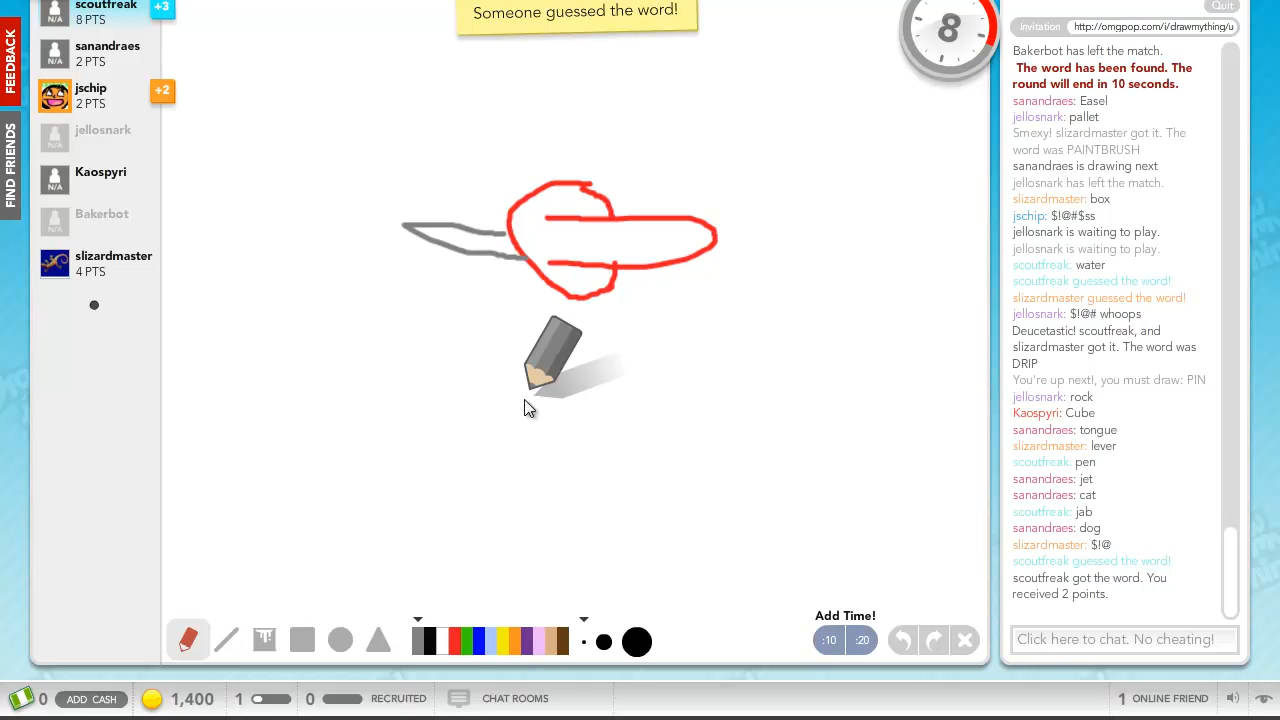 scoutfreak
8 PTS
+3
sanandraes
2 PTS
N/A
jschip
2 PTS
+2
jellosnark
N/A
Kaospyri
N/A
Bakerbot
N/A
slizardmaster
4 PTS
FEEDBACK
FIND FRIENDS
Someone guessed the word!
8
Quit
Invitation http://omgpop.com/i/drawmything/u
Bakerbot has left the match.
The word has been found. The
round will end in 10 seconds.
sanandraes: Easel
jellosnark: pallet
Smexy! slizardmaster got it. The
word was PAINTBRUSH
sanandraes is drawing next
jellosnark has left the match.
slizardmaster: box
jschip: $!@#$ss
jellosnark is waiting to play.
jellosnark is waiting to play.
scoutfreak: water
scoutfreak guessed the word!
slizardmaster guessed the word!
jellosnark: $!@# whoops
Deucetastic! scoutfreak, and
slizardmaster got it. The word was
DRIP
You're up next!, you must draw: PIN
jellosnark: rock
Kaospyri: Cube
sanandraes: tongue
slizardmaster: lever
scoutfreak: pen
sanandraes: jet
sanandraes: cat
scoutfreak: jab
sanandraes: dog
slizardmaster: $!@
scoutfreak guessed the word!
scoutfreak got the word. You
received 2 points.
Click here to chat. No cheating!
Add Time!
:10 :20
0 ADD CASH 1,400 1 0 RECRUITED CHAT ROOMS 1 ONLINE FRIEND